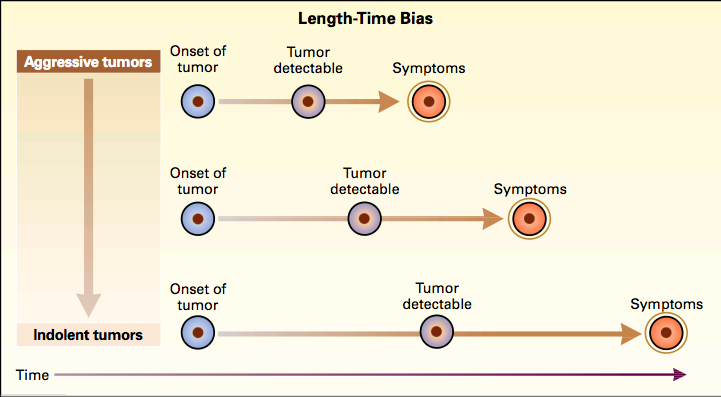 Length-Time Bias
Aggressive tumors
Onset of
tumor
Tumor
detectable
Symptoms
Onset of
tumor
Tumor
detectable
Symptoms
Onset of
tumor
Tumor
detectable
Symptoms
Indolent tumors
Time